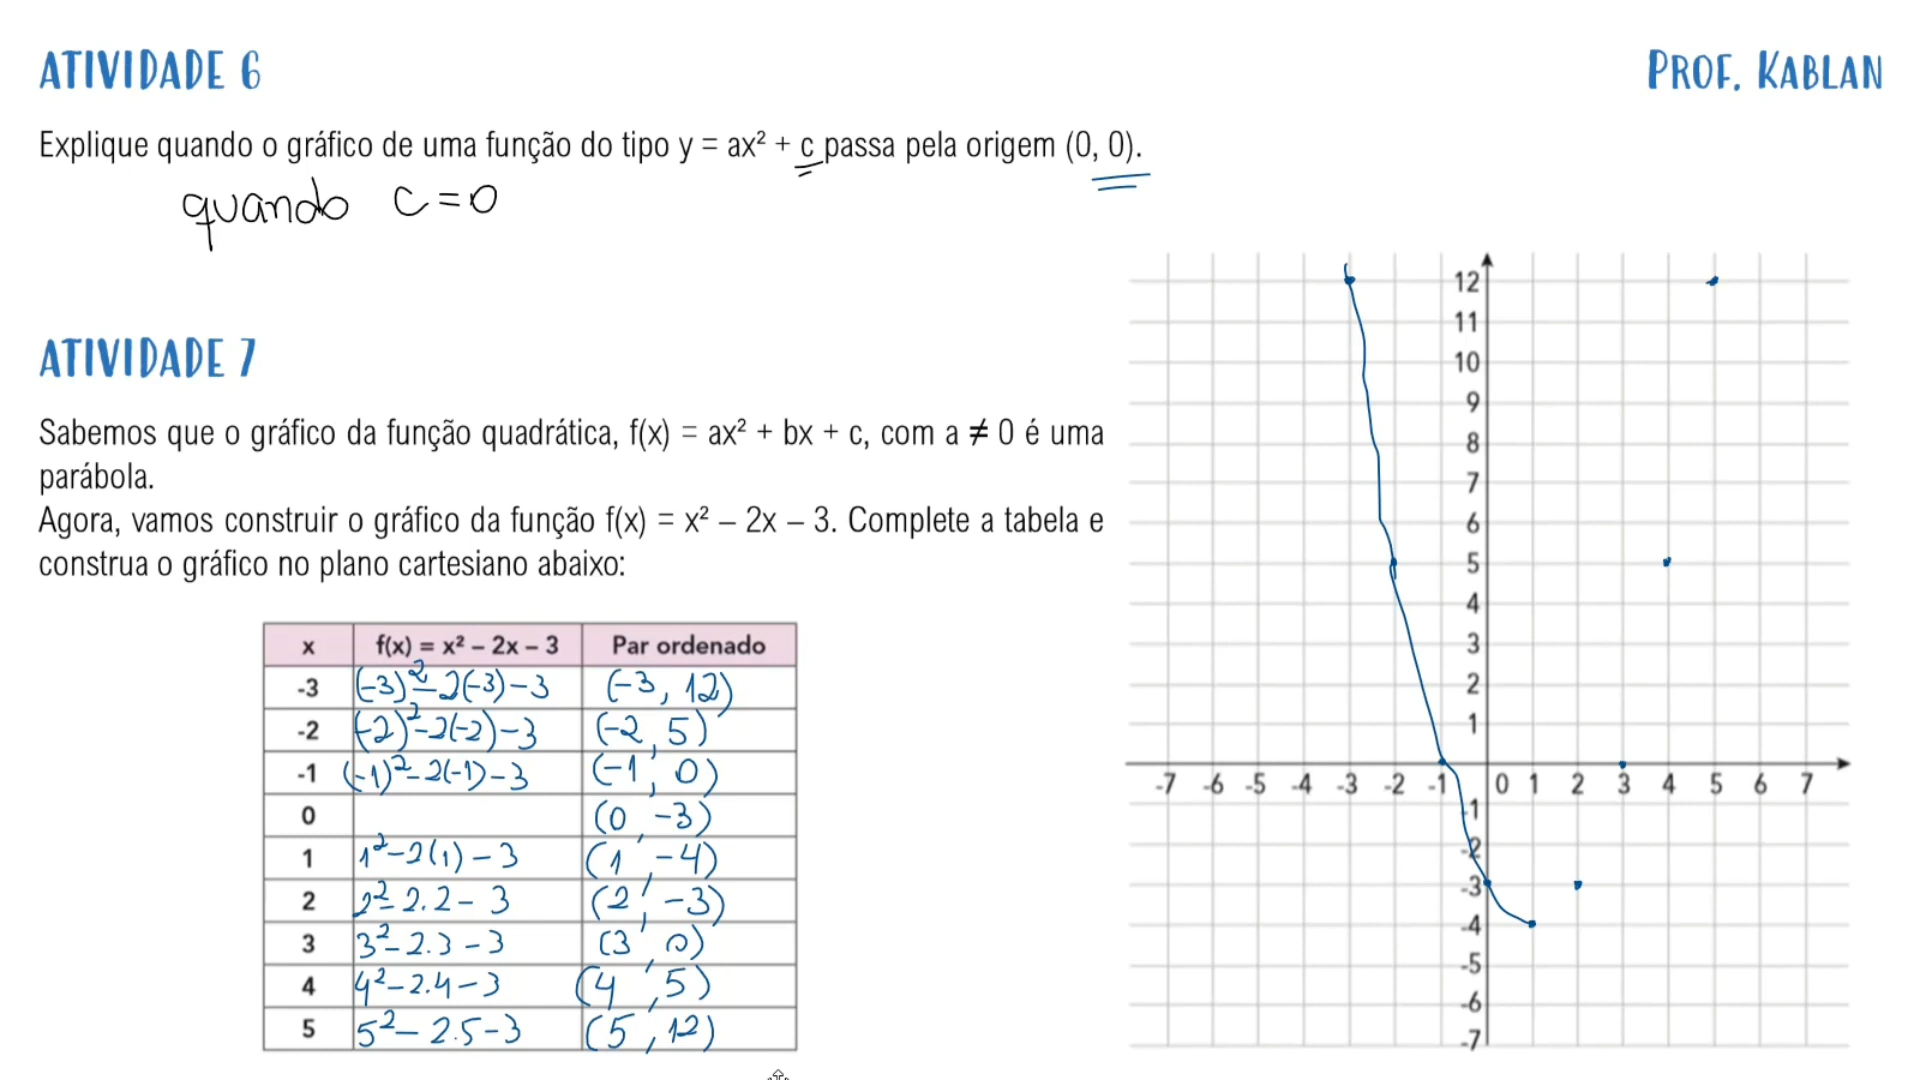 ATIVIDADE 6
PROF. KABLAN
Explique quando o gráfico de uma função do tipo y = ax² + c passa pela origem (0, 0).
quando c = 0
ATIVIDADE 7
Sabemos que o gráfico da função quadrática, f(x) = ax² + bx + c, com a ≠ 0 é uma
parábola.
Agora, vamos construir o gráfico da função f(x) = x² – 2x – 3. Complete a tabela e
construa o gráfico no plano cartesiano abaixo:
x f(x) = x² – 2x – 3 Par ordenado
-3 (-3)²-2(-3)-3 (-3, 12)
-2 (-2)²-2(-2)-3 (-2, 5)
-1 (-1)²-2(-1)-3 (-1, 0)
0 (0, -3)
1 1²-2(1)-3 (1, -4)
2 2²-2.2-3 (2, -3)
3 3²-2.3-3 (3, 0)
4 4²-2.4-3 (4, 5)
5 5²-2.5-3 (5, 12)
12
11
10
9
8
7
6
5
4
3
2
1
-7 -6 -5 -4 -3 -2 -1 0 1 2 3 4 5 6 7
-1
-2
-3
-4
-5
-6
-7